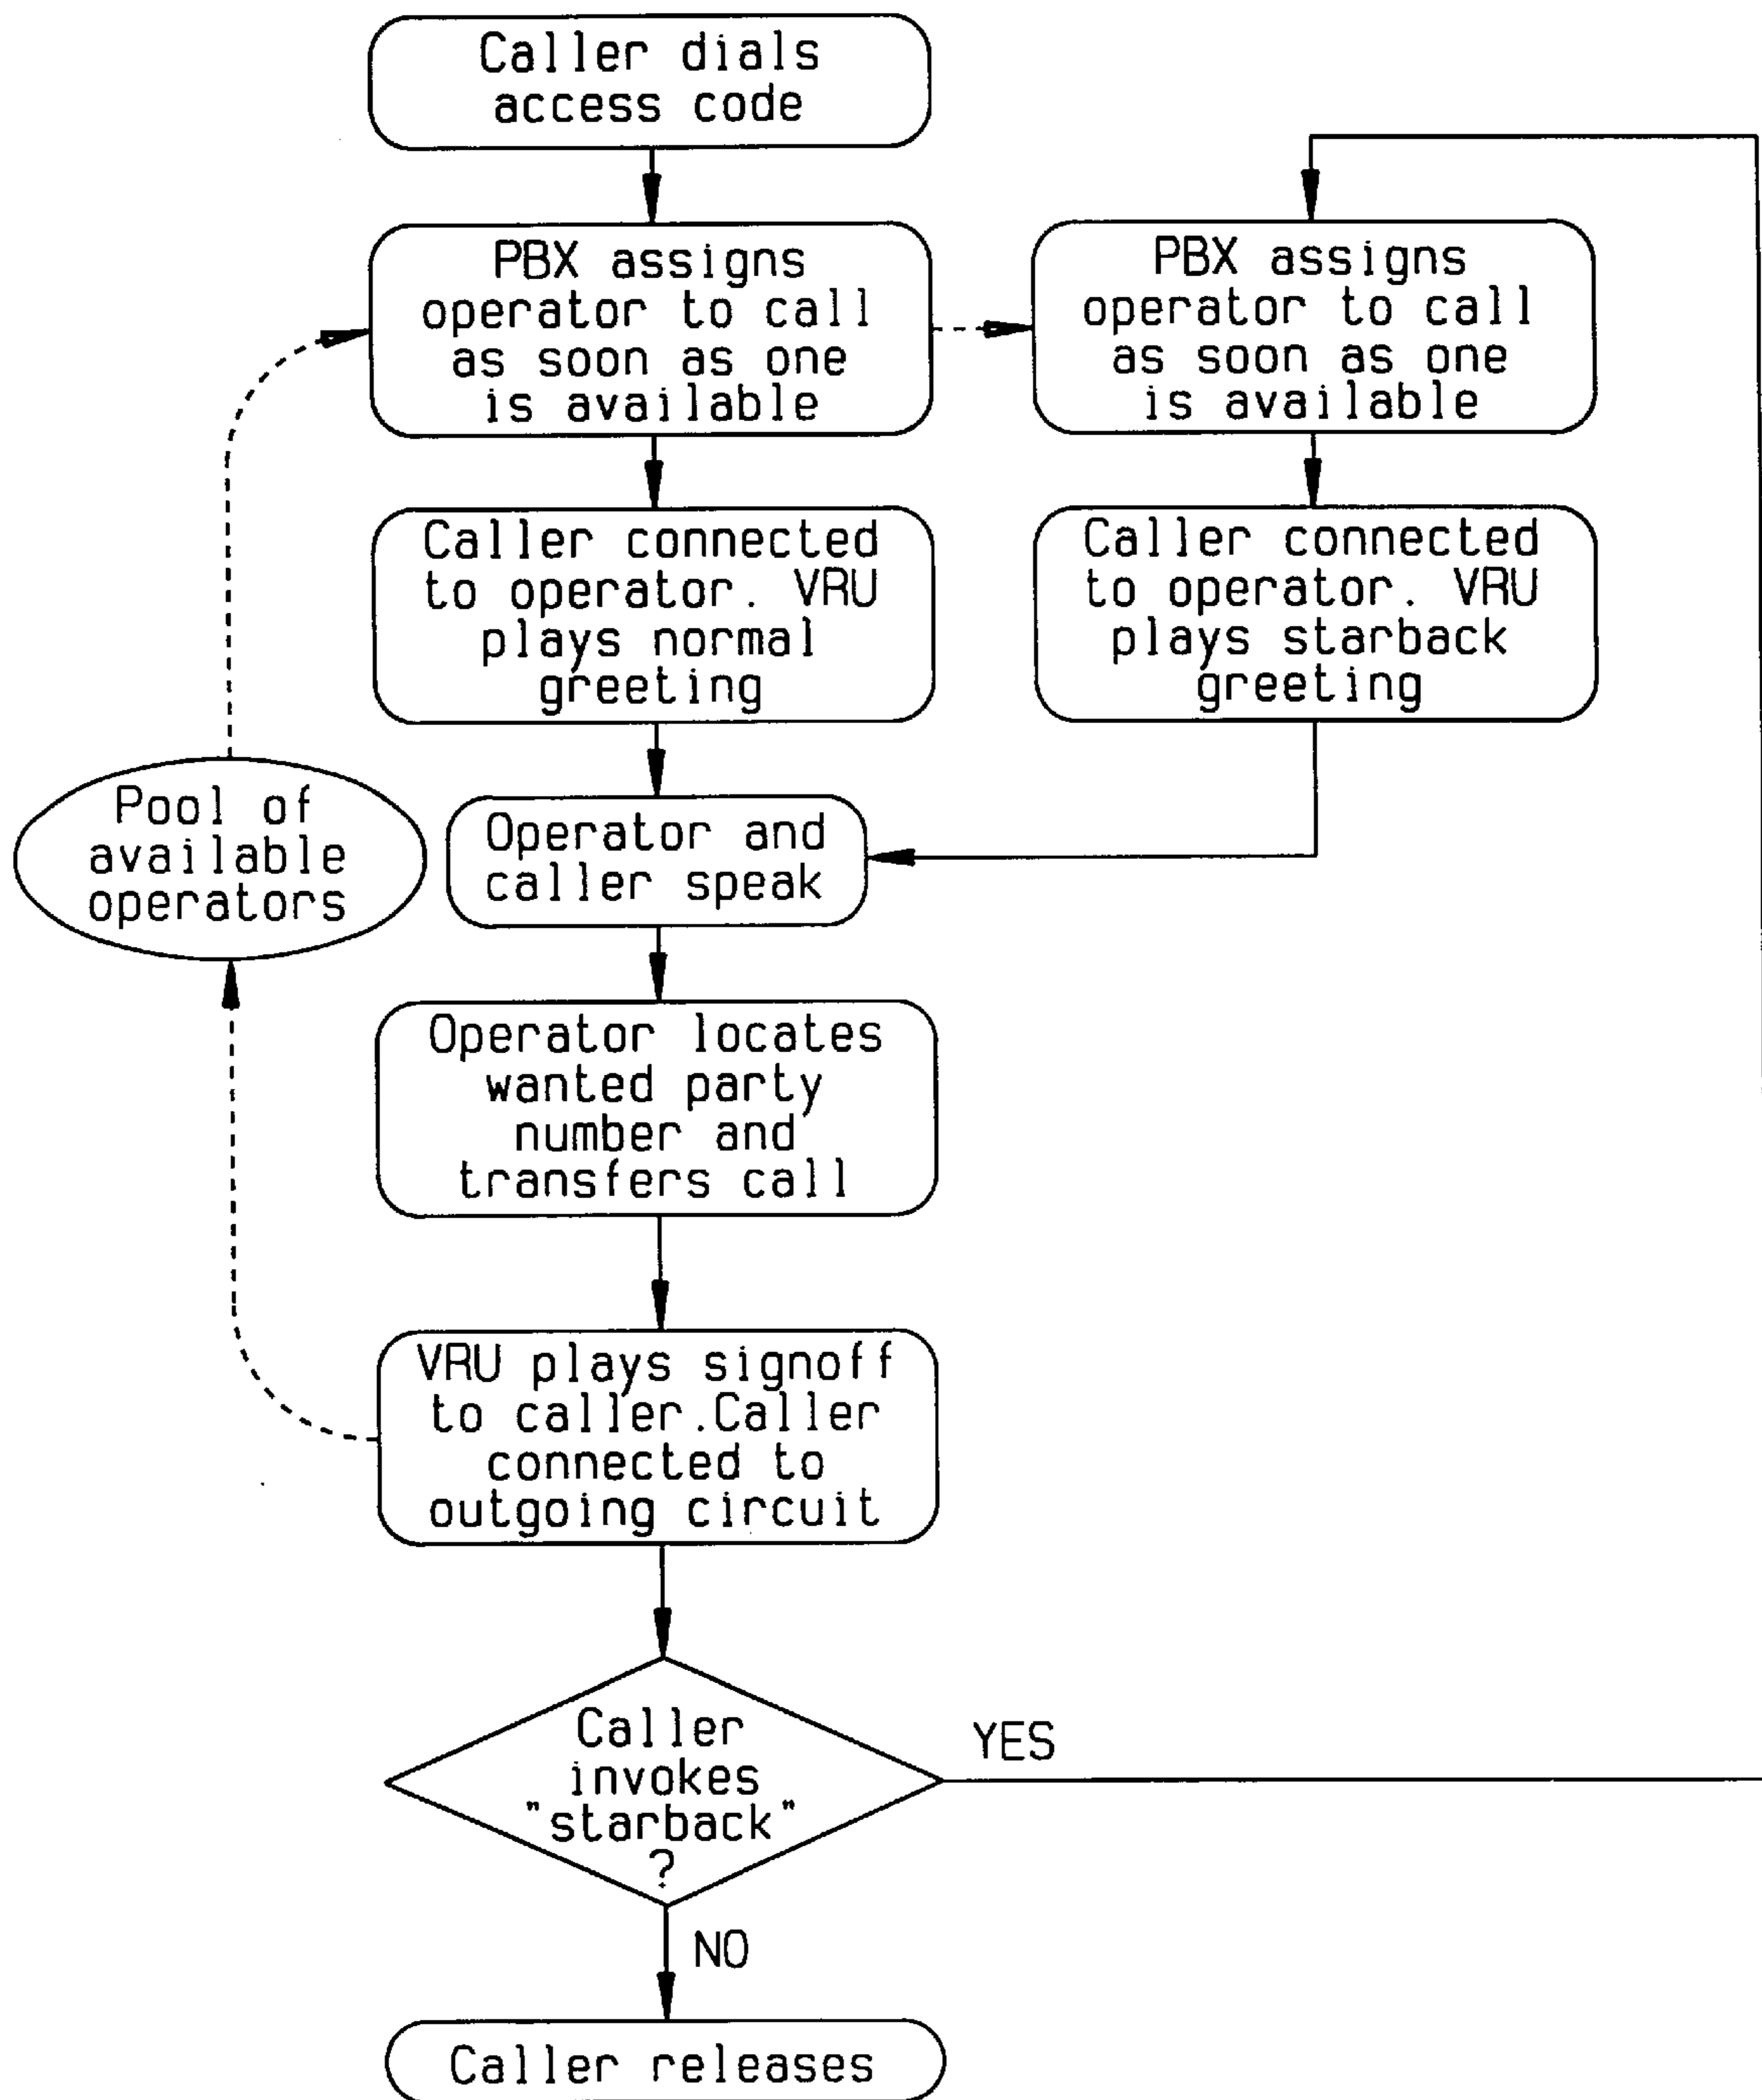 Caller dials
access code
PBX assigns
operator to call
as soon as one
is available
PBX assigns
operator to call
as soon as one
is available
Caller connected
to operator. VRU
plays normal
greeting
Caller connected
to operator. VRU
plays starback
greeting
Pool of
available
operators
Operator and
caller speak
Operator locates
wanted party
number and
transfers call
VRU plays signoff
to caller.Caller
connected to
outgoing circuit
Caller
invokes
"starback"
?
YES
NO
Caller releases